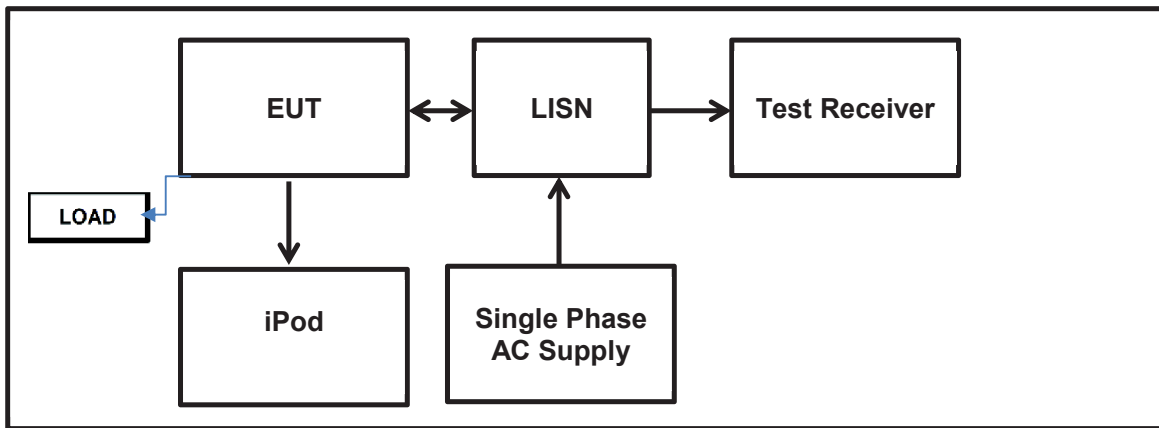 EUT
LISN
Test Receiver
LOAD
iPod
Single Phase
AC Supply